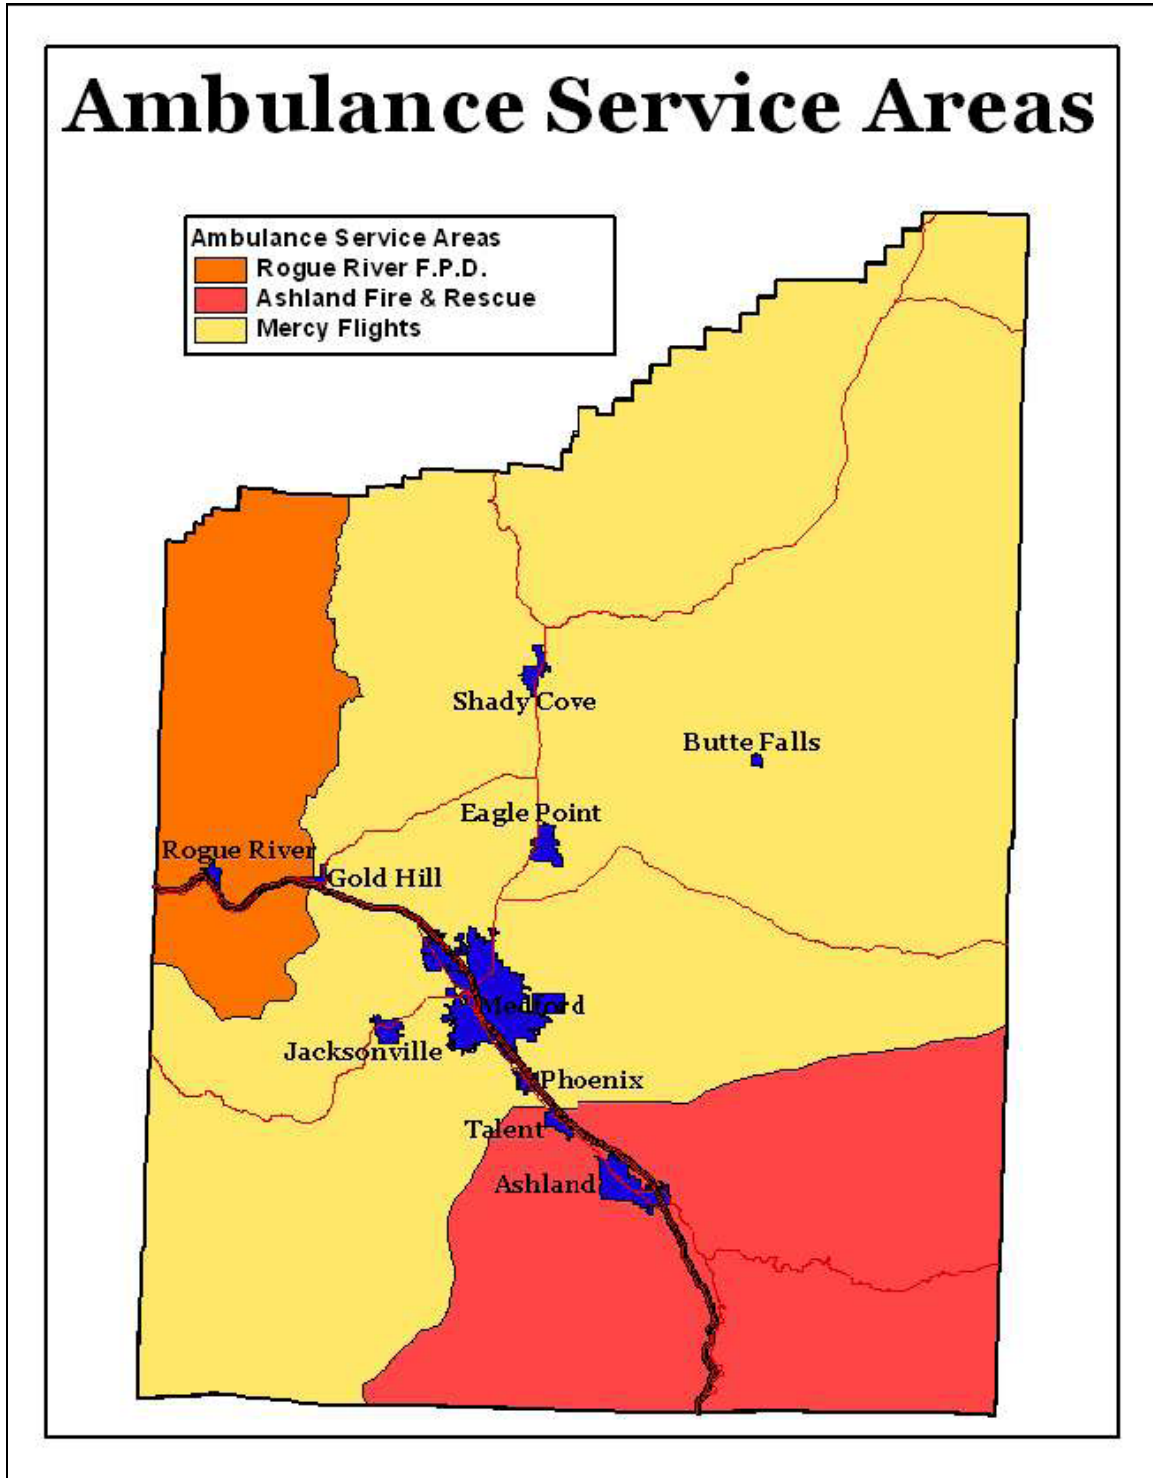 Ambulance Service Areas
Ambulance Service Areas
Rogue River F.P.D.
Ashland Fire & Rescue
Mercy Flights
Shady Cove
Butte Falls
Eagle Point
Rogue River
Gold Hill
Medford
Jacksonville
Phoenix
Talent
Ashland